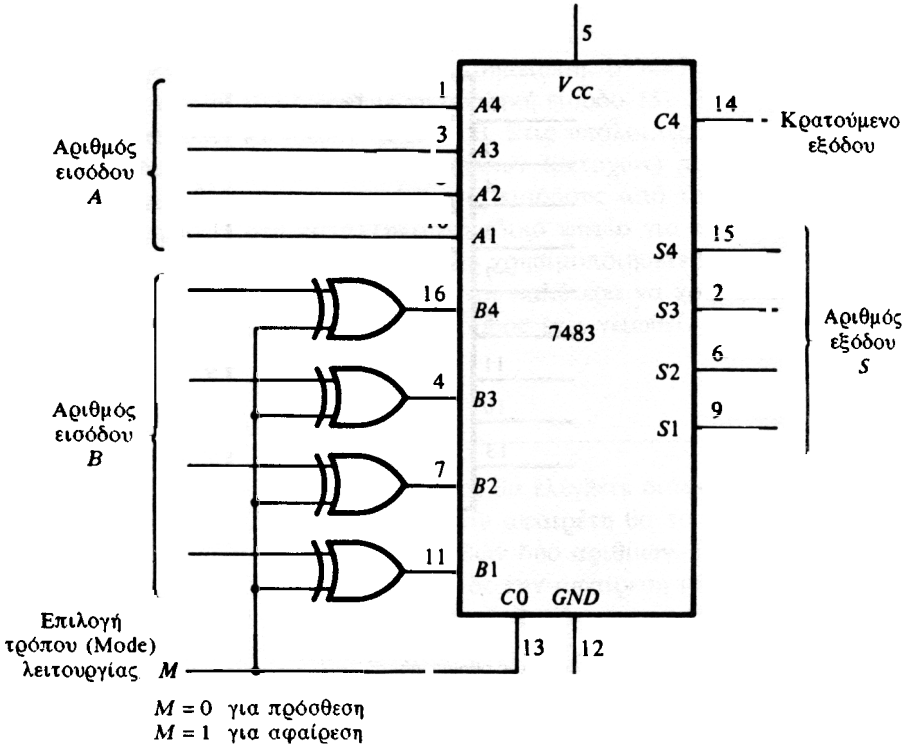 5
V_CC
1
A4
3
A3
A2
A1
Αριθμός
εισόδου
A
14
C4
Κρατούμενο
εξόδου
15
S4
2
S3
6
S2
9
S1
Αριθμός
εξόδου
S
7483
16
B4
4
B3
7
B2
11
B1
Αριθμός
εισόδου
B
C0
GND
13
12
Επιλογή
τρόπου (Mode)
λειτουργίας M
M = 0 για πρόσθεση
M = 1 για αφαίρεση